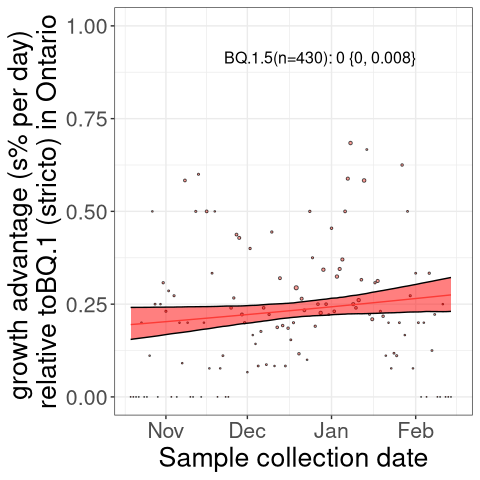 growth advantage (s% per day)
relative toBQ.1 (stricto) in Ontario
1.00
0.75
0.50
0.25
0.00
BQ.1.5(n=430): 0 {0, 0.008}
Nov Dec Jan Feb
Sample collection date